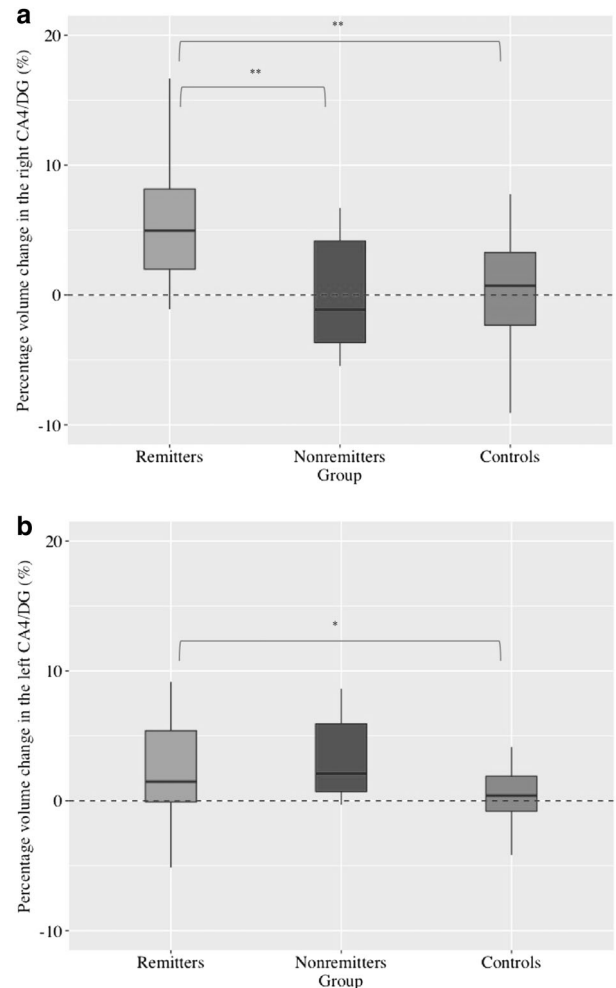 a
Percentage volume change in the right CA4/DG (%)
20
**
**
10
0
-10
Remitters Nonremitters Controls
Group
b
Percentage volume change in the left CA4/DG (%)
20
*
10
0
-10
Remitters Nonremitters Controls
Group